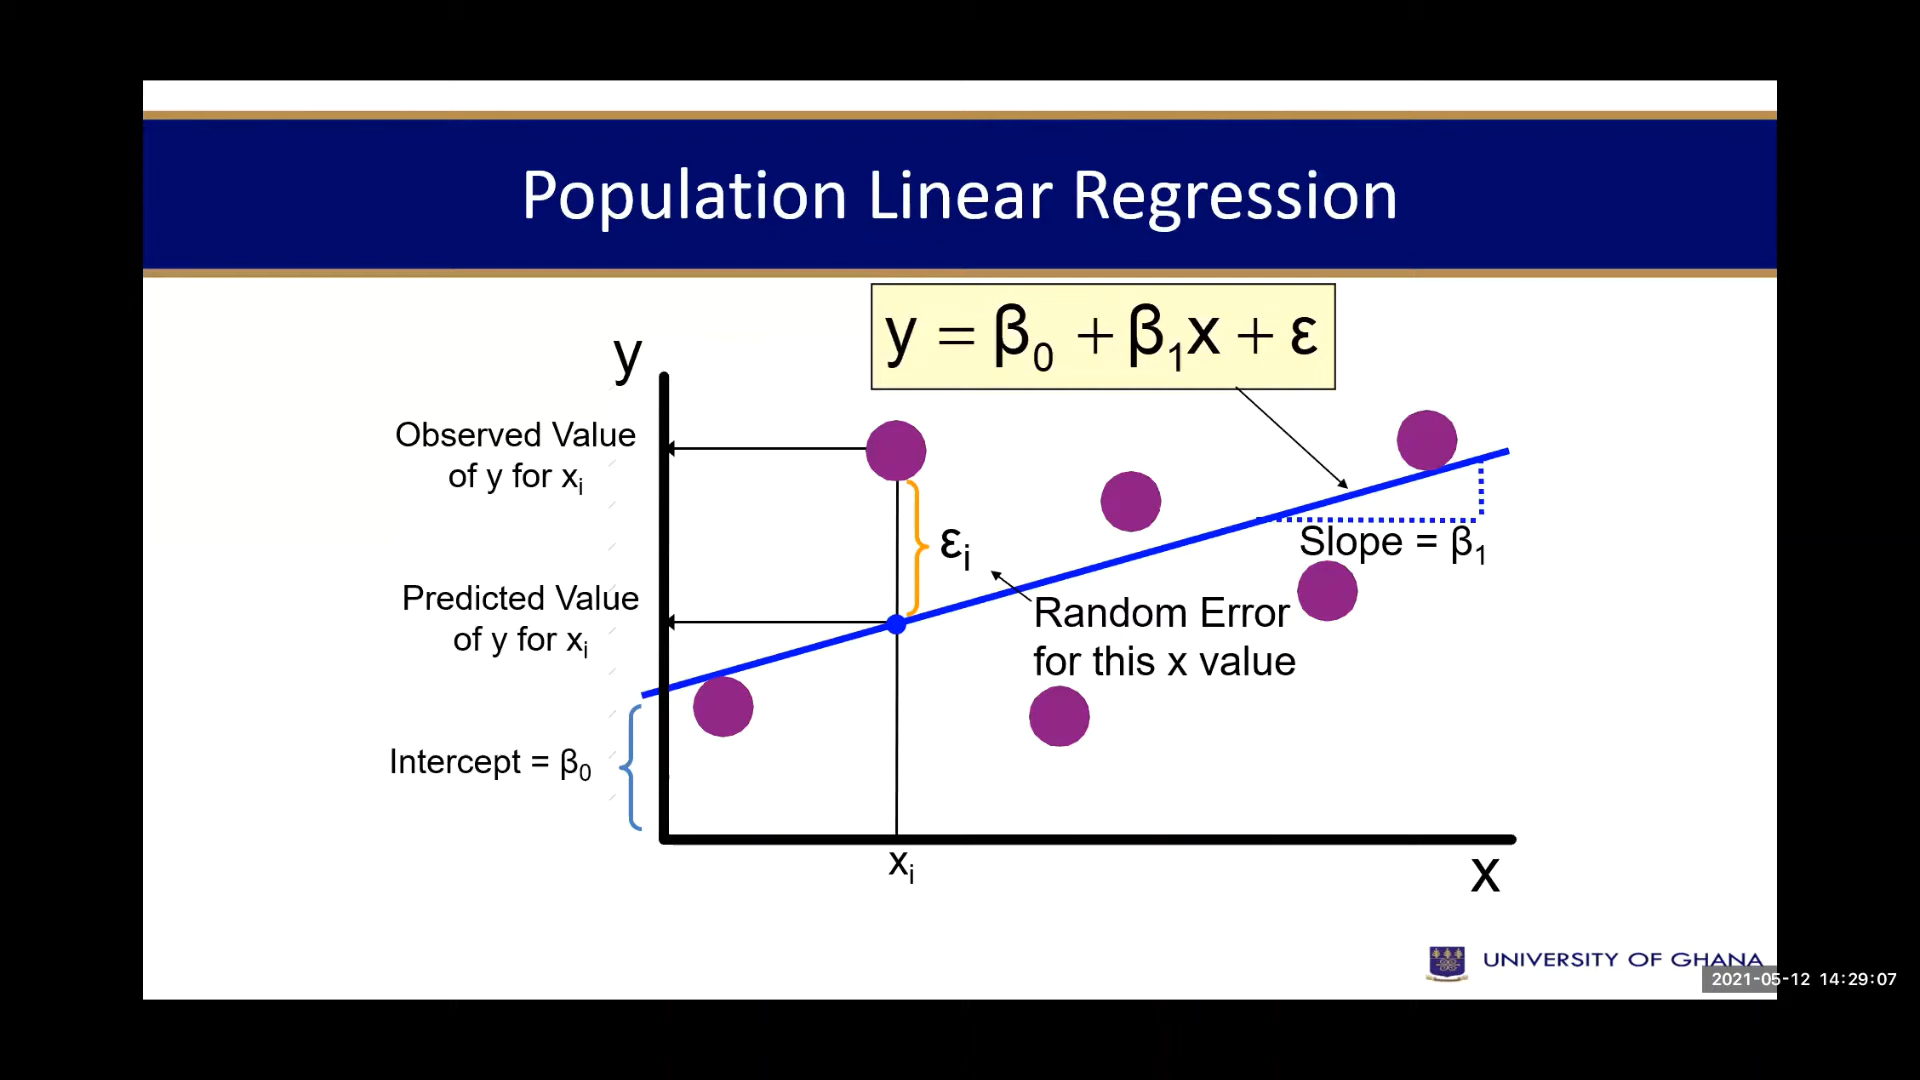 Population Linear Regression
y = β₀ + β₁x + ε
y
Observed Value
of y for xᵢ
εᵢ
Slope = β₁
Predicted Value
of y for xᵢ
Random Error
for this x value
Intercept = β₀
xᵢ
x
UNIVERSITY OF GHANA
2021-05-12 14:29:07